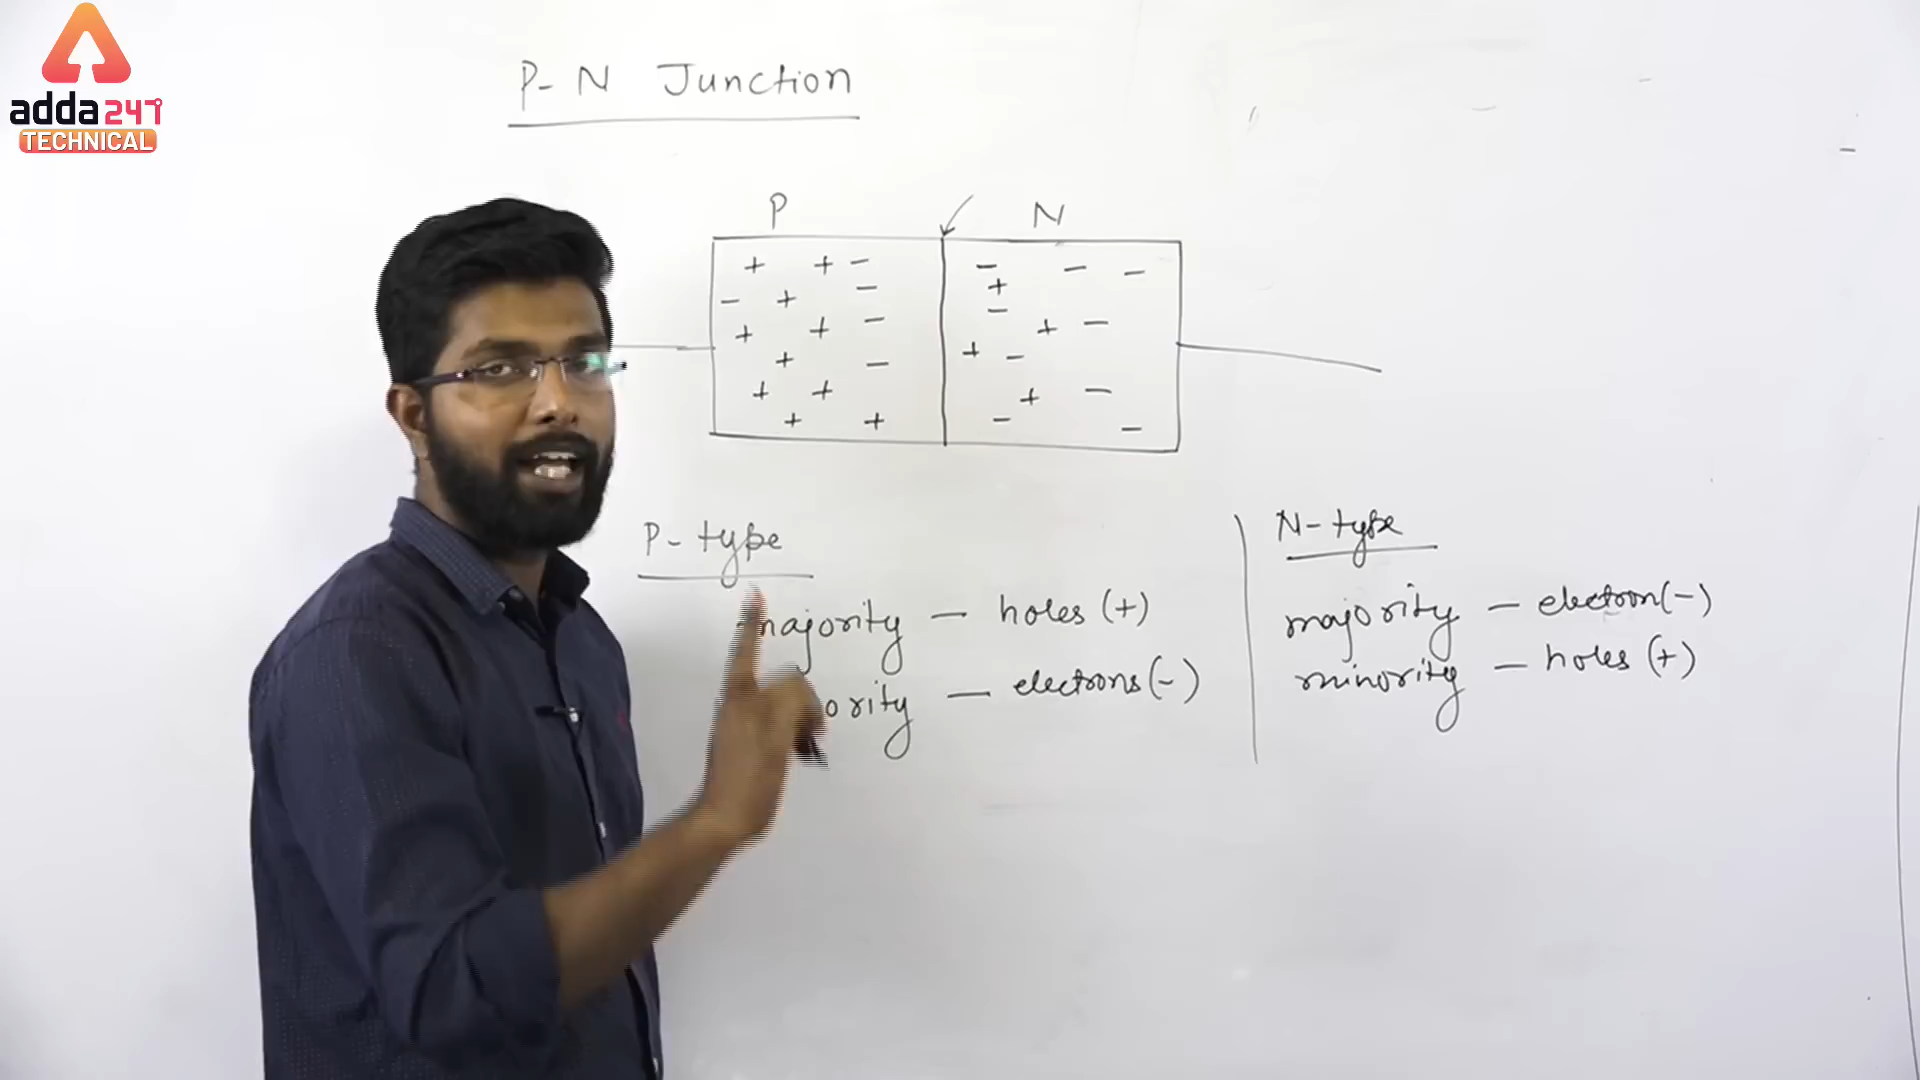 adda247
TECHNICAL
P-N Junction
P N
+ + - - + +
- + - - +
+ + - + -
+ - + -
+ + + -
+ + - -
P-type
majority - holes (+)
ority - electrons (-)
N-type
majority - electron (-)
minority - holes (+)